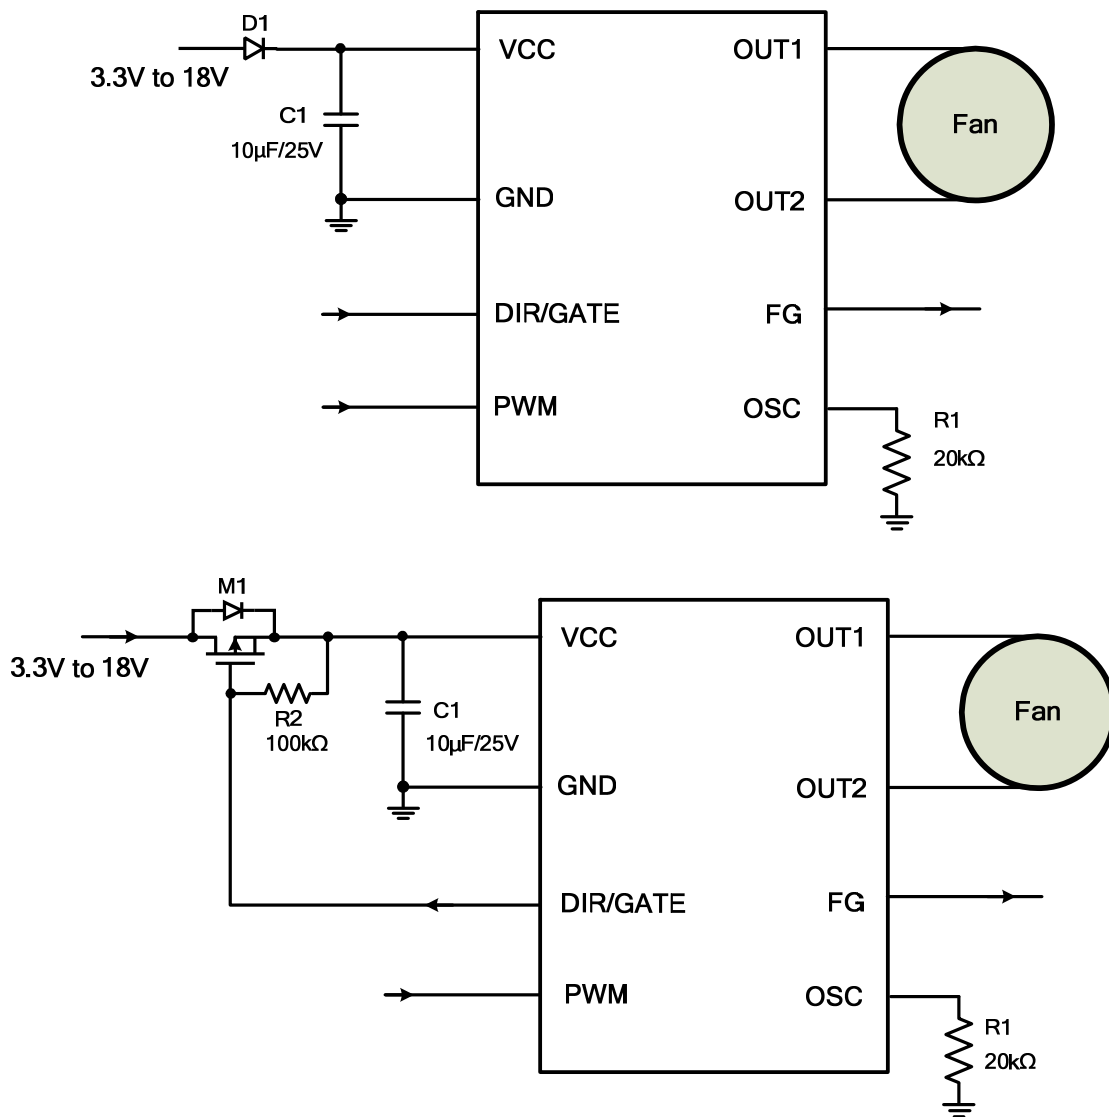 D1
3.3V to 18V
C1
10µF/25V
VCC
GND
DIR/GATE
PWM
OUT1
OUT2
FG
OSC
Fan
R1
20kΩ
M1
3.3V to 18V
R2
100kΩ
C1
10µF/25V
VCC
GND
DIR/GATE
PWM
OUT1
OUT2
FG
OSC
Fan
R1
20kΩ